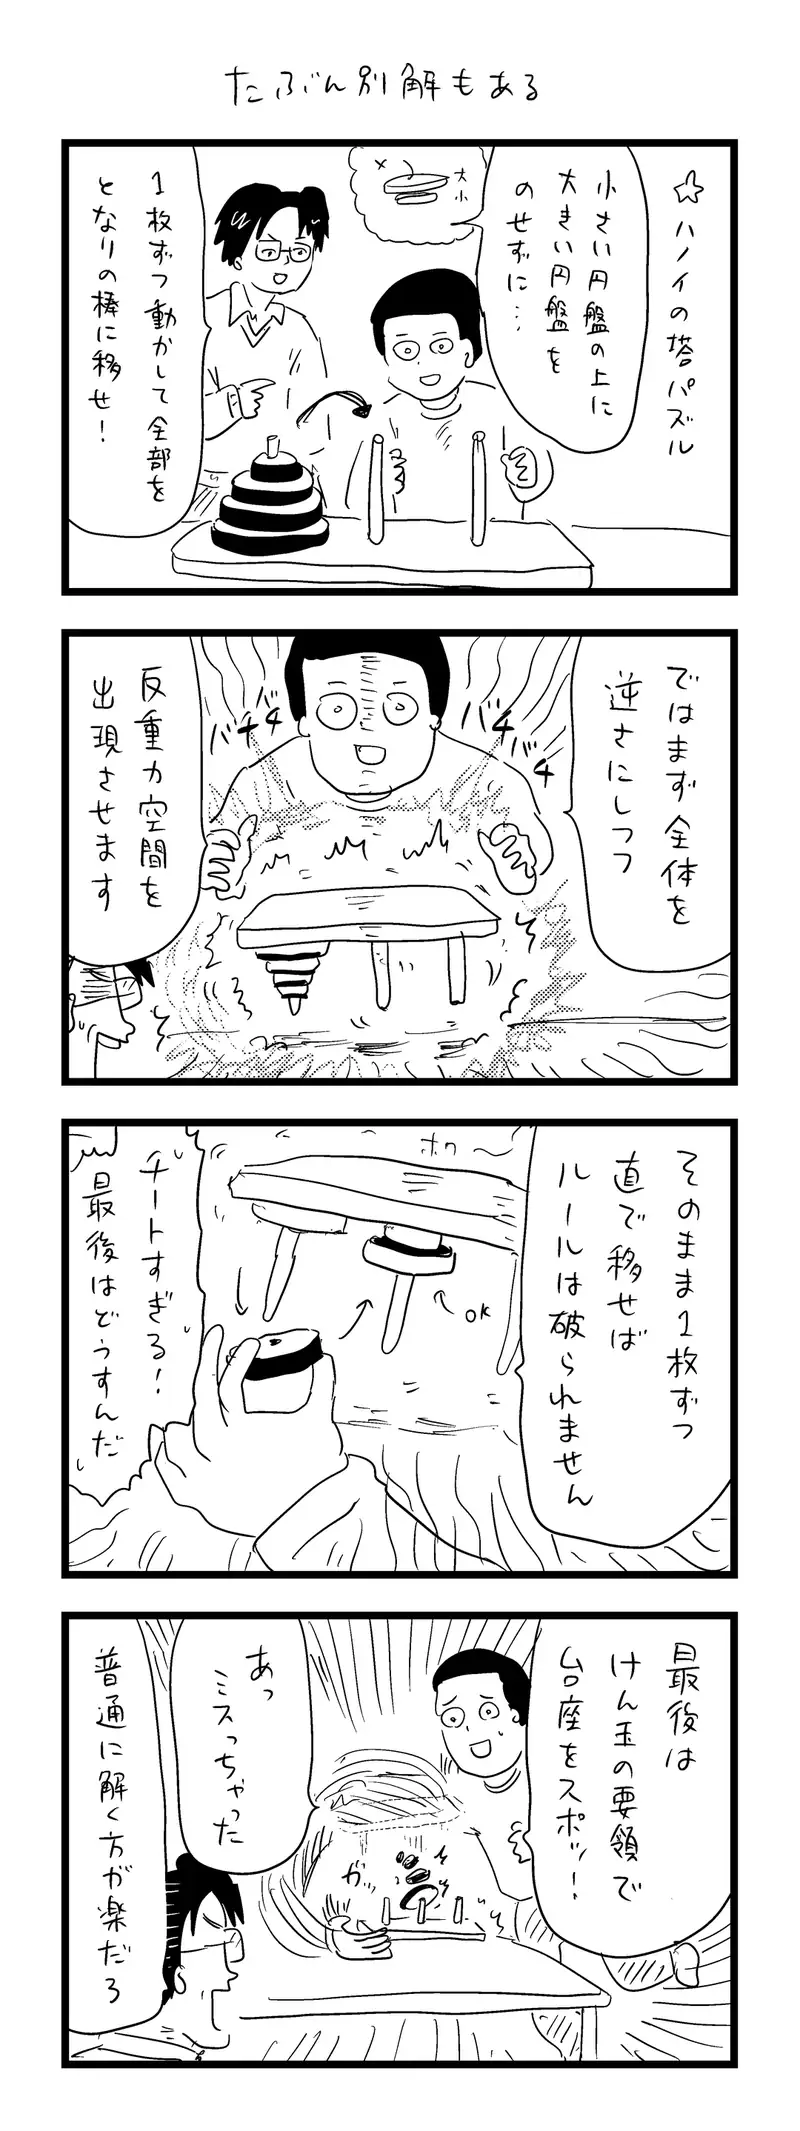 たぶん別解もある
☆ハノイの塔パズル
小さい円盤の上に
大きい円盤を
のせずに…
×
大
小
1枚ずつ動かして全部を
となりの棒に移せ!
ではまず全体を
逆さにしつつ
バチバチ
バチバチ
反重力空間を
出現させます
そのまま1枚ずつ
直で移せば
ルールは破られません
ホワ〜
OK
チートすぎる!
最後はどうすんだ
最後は
けん玉の要領で
台座をスポッ!
あっ
ミスっちゃった
ガッ
普通に解く方が楽だろ